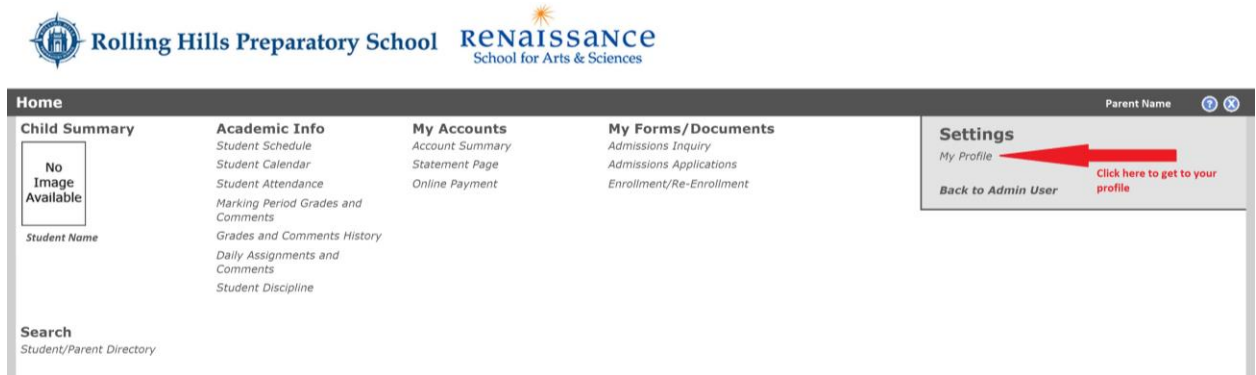 Rolling Hills Preparatory School
Renaissance
School for Arts & Sciences
Home
Parent Name
?
X
Child Summary
No
Image
Available
Student Name
Academic Info
Student Schedule
Student Calendar
Student Attendance
Marking Period Grades and
Comments
Grades and Comments History
Daily Assignments and
Comments
Student Discipline
My Accounts
Account Summary
Statement Page
Online Payment
My Forms/Documents
Admissions Inquiry
Admissions Applications
Enrollment/Re-Enrollment
Settings
My Profile
Click here to get to your
profile
Back to Admin User
Search
Student/Parent Directory